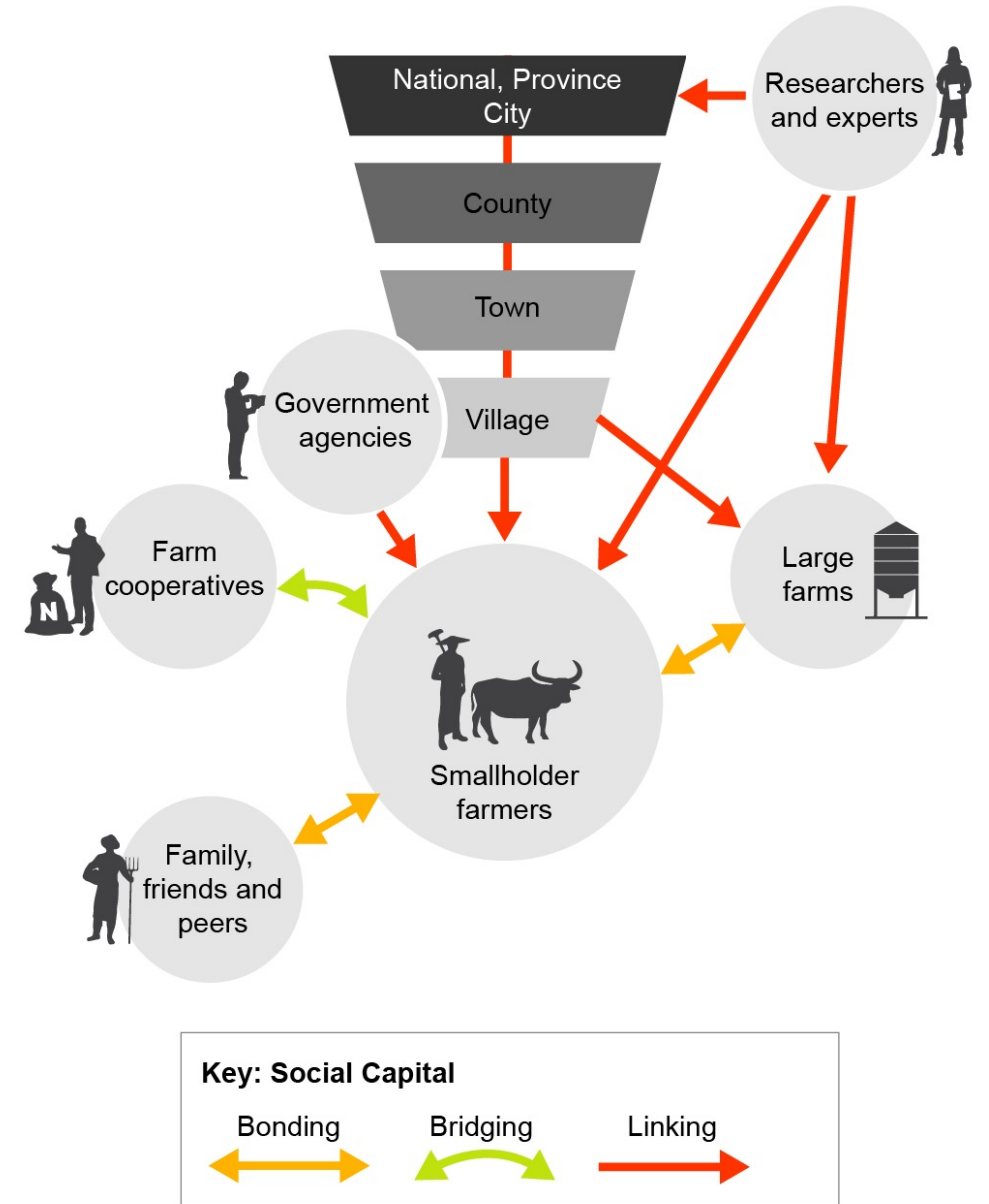 National, Province
City
Researchers
and experts
County
Town
Government
agencies
Village
Farm
cooperatives
N
Large
farms
Smallholder
farmers
Family,
friends and
peers
Key: Social Capital
Bonding
Bridging
Linking